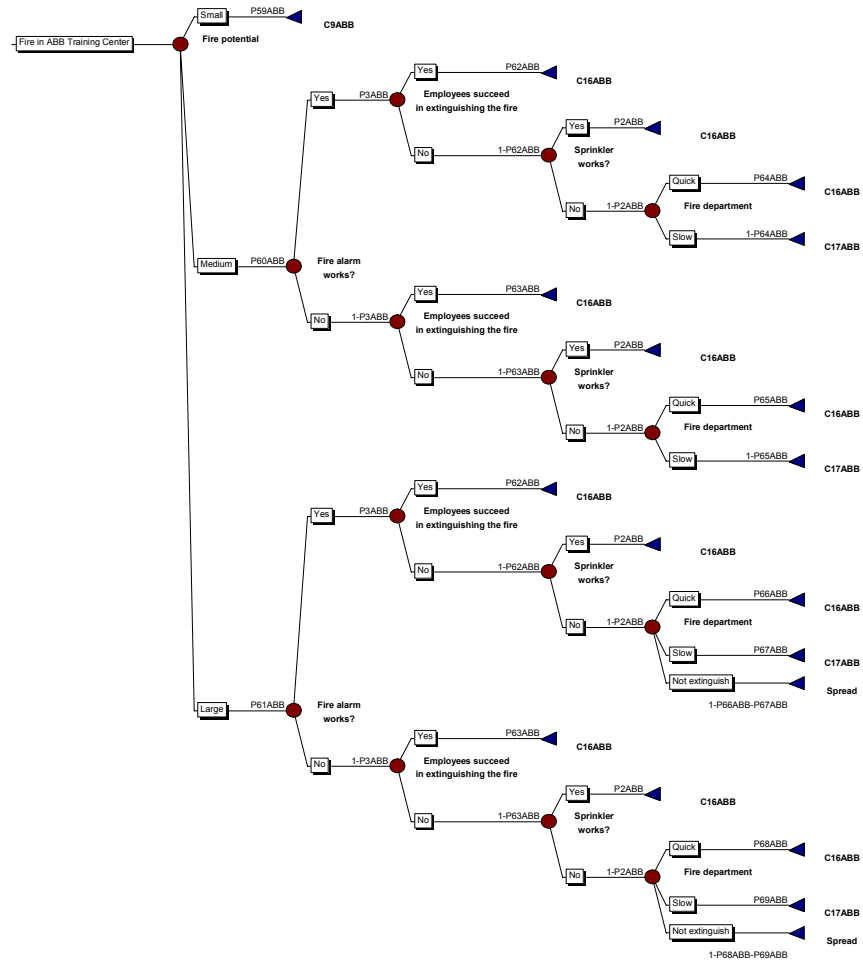 Small P59ABB
C9ABB
Fire in ABB Training Center
Fire potential
Yes P62ABB
C16ABB
Yes P3ABB
Employees succeed
in extinguishing the fire
Yes P2ABB
C16ABB
No 1-P62ABB
Sprinkler
works?
Quick P64ABB
C16ABB
No 1-P2ABB
Fire department
Slow 1-P64ABB
C17ABB
Medium P60ABB
Fire alarm
works?
Yes P63ABB
C16ABB
No 1-P3ABB
Employees succeed
in extinguishing the fire
Yes P2ABB
C16ABB
No 1-P63ABB
Sprinkler
works?
Quick P65ABB
C16ABB
No 1-P2ABB
Fire department
Slow 1-P65ABB
C17ABB
Yes P62ABB
C16ABB
Yes P3ABB
Employees succeed
in extinguishing the fire
Yes P2ABB
C16ABB
No 1-P62ABB
Sprinkler
works?
Quick P66ABB
C16ABB
No 1-P2ABB
Fire department
Slow P67ABB
C17ABB
Not extinguish
Spread
1-P66ABB-P67ABB
Large P61ABB
Fire alarm
works?
Yes P63ABB
C16ABB
No 1-P3ABB
Employees succeed
in extinguishing the fire
Yes P2ABB
C16ABB
No 1-P63ABB
Sprinkler
works?
Quick P68ABB
C16ABB
No 1-P2ABB
Fire department
Slow P69ABB
C17ABB
Not extinguish
Spread
1-P68ABB-P69ABB